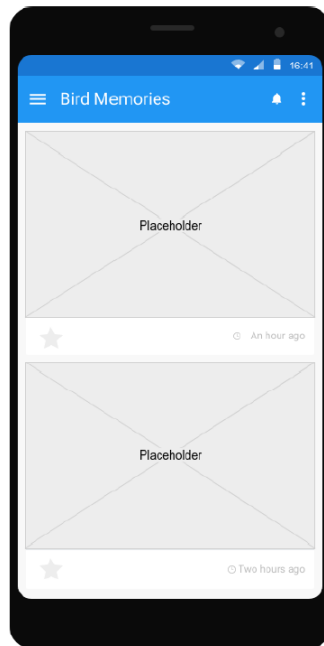 16:41
Bird Memories
Placeholder
An hour ago
Placeholder
Two hours ago